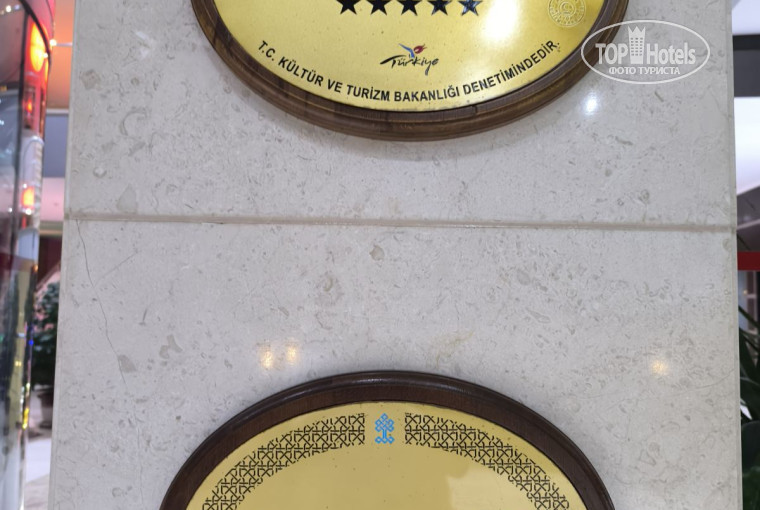 Türkiye
T.C. KÜLTÜR VE TURİZM BAKANLIĞI DENETİMİNDEDİR.
TOP Hotels
ФОТО ТУРИСТА